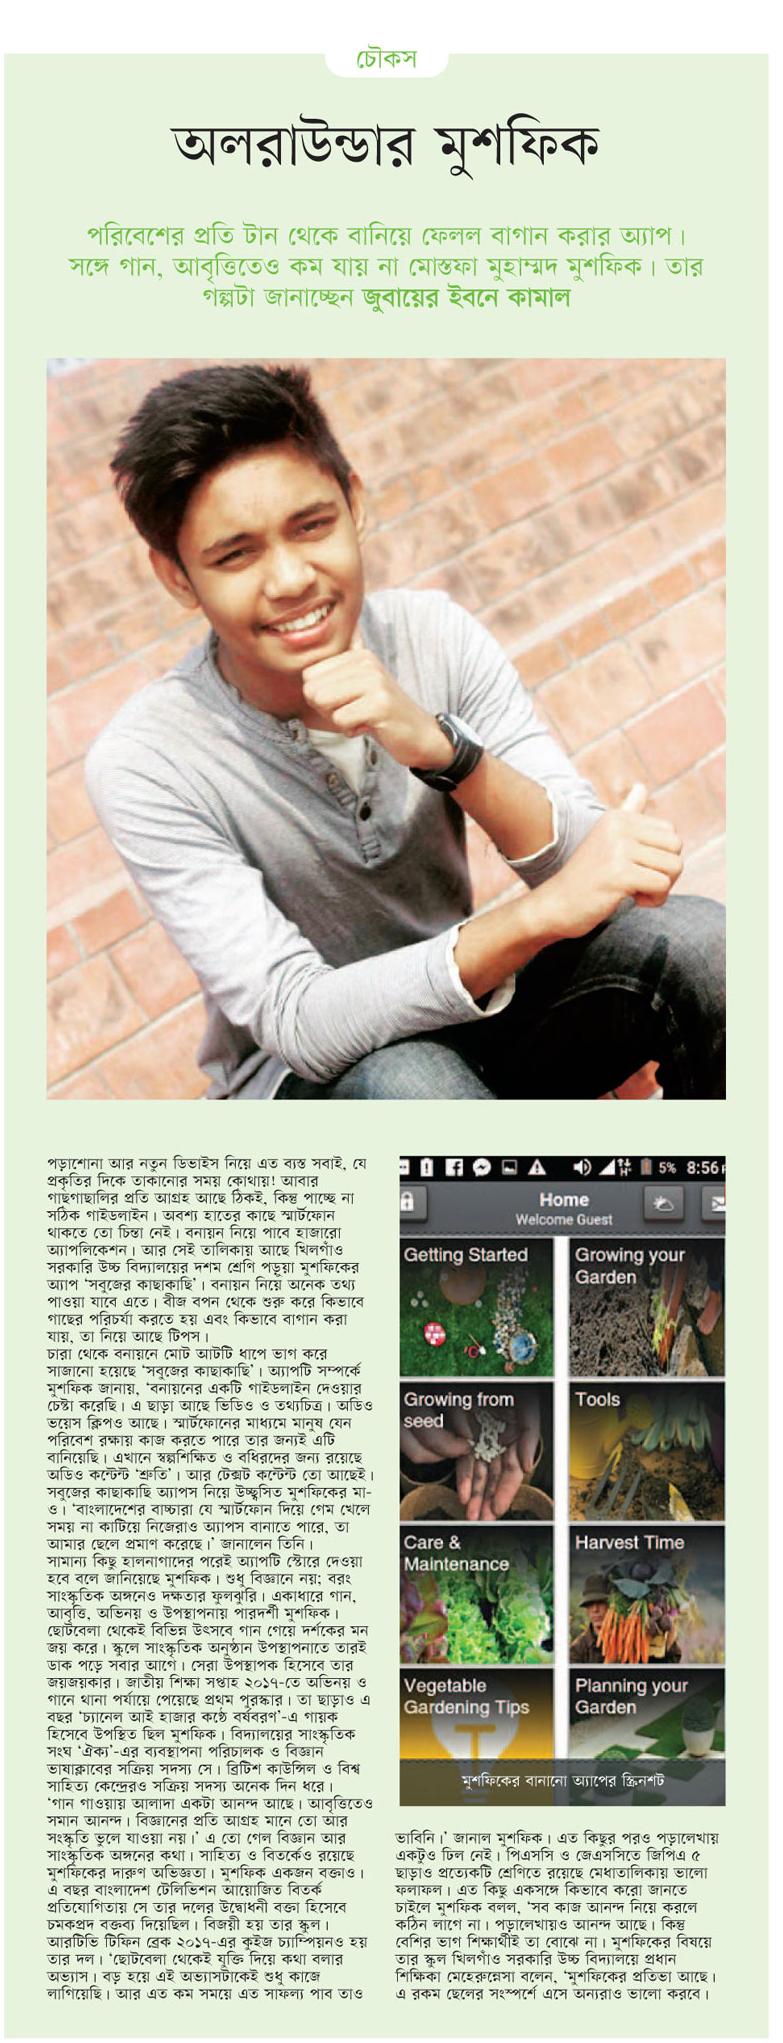 চৌকস
অলরাউন্ডার মুশফিক
পরিবেশের প্রতি টান থেকে বানিয়ে ফেলল বাগান করার অ্যাপ।
সঙ্গে গান, আবৃত্তিতেও কম যায় না মোস্তফা মুহাম্মদ মুশফিক। তার
গল্পটা জানাচ্ছেন জুবায়ের ইবনে কামাল
পড়াশোনা আর নতুন ডিভাইস নিয়ে এত ব্যস্ত সবাই, যে
প্রকৃতির দিকে তাকানোর সময় কোথায়! আবার
গাছগাছালির প্রতি আগ্রহ আছে ঠিকই, কিন্তু পাচ্ছে না
সঠিক গাইডলাইন। অবশ্য হাতের কাছে স্মার্টফোন
থাকতে তো চিন্তা নেই। বনায়ন নিয়ে পাবে হাজারো
অ্যাপলিকেশন। আর সেই তালিকায় আছে খিলগাঁও
সরকারি উচ্চ বিদ্যালয়ের দশম শ্রেণি পড়ুয়া মুশফিকের
অ্যাপ ‘সবুজের কাছাকাছি’। বনায়ন নিয়ে অনেক তথ্য
পাওয়া যাবে এতে। বীজ বপন থেকে শুরু করে কিভাবে
গাছের পরিচর্যা করতে হয় এবং কিভাবে বাগান করা
যায়, তা নিয়ে আছে টিপস।
চারা থেকে বনায়নে মোট আটটি ধাপে ভাগ করে
সাজানো হয়েছে ‘সবুজের কাছাকাছি’। অ্যাপটি সম্পর্কে
মুশফিক জানায়, ‘বনায়নের একটি গাইডলাইন দেওয়ার
চেষ্টা করেছি। এ ছাড়া আছে ভিডিও ও তথ্যচিত্র। অডিও
ভয়েস ক্লিপও আছে। স্মার্টফোনের মাধ্যমে মানুষ যেন
পরিবেশ রক্ষায় কাজ করতে পারে তার জন্যই এটি
বানিয়েছি। এখানে স্বল্পশিক্ষিত ও বধিরদের জন্য রয়েছে
অডিও কন্টেন্ট ‘শ্রুতি’। আর টেক্সট কন্টেন্ট তো আছেই।
সবুজের কাছাকাছি অ্যাপস নিয়ে উচ্ছ্বসিত মুশফিকের মা-
ও। ‘বাংলাদেশের বাচ্চারা যে স্মার্টফোন দিয়ে গেম খেলে
সময় না কাটিয়ে নিজেরাও অ্যাপস বানাতে পারে, তা
আমার ছেলে প্রমাণ করেছে।’ জানালেন তিনি।
সামান্য কিছু হালনাগাদের পরেই অ্যাপটি স্টোরে দেওয়া
হবে বলে জানিয়েছে মুশফিক। শুধু বিজ্ঞানে নয়; বরং
সাংস্কৃতিক অঙ্গনেও দক্ষতার ফুলঝুরি। একাধারে গান,
আবৃত্তি, অভিনয় ও উপস্থাপনায় পারদর্শী মুশফিক।
ছোটবেলা থেকেই বিভিন্ন উৎসবে গান গেয়ে দর্শকের মন
জয় করে। স্কুলে সাংস্কৃতিক অনুষ্ঠান উপস্থাপনাতে তারই
ডাক পড়ে সবার আগে। সেরা উপস্থাপক হিসেবে তার
জয়জয়কার। জাতীয় শিক্ষা সপ্তাহ ২০১৭-তে অভিনয় ও
গানে থানা পর্যায়ে পেয়েছে প্রথম পুরস্কার। তা ছাড়াও এ
বছর ‘চ্যানেল আই হাজার কণ্ঠে বর্ষবরণ’-এ গায়ক
হিসেবে উপস্থিত ছিল মুশফিক। বিদ্যালয়ের সাংস্কৃতিক
সংঘ ‘ঐক্য’-এর ব্যবস্থাপনা পরিচালক ও বিজ্ঞান
ভাষাক্লাবের সক্রিয় সদস্য সে। ব্রিটিশ কাউন্সিল ও বিশ্ব
সাহিত্য কেন্দ্রেরও সক্রিয় সদস্য অনেক দিন ধরে।
‘গান গাওয়ায় আলাদা একটা আনন্দ আছে। আবৃত্তিতেও
সমান আনন্দ। বিজ্ঞানের প্রতি আগ্রহ মানে তো আর
সংস্কৃতি ভুলে যাওয়া নয়।’ এ তো গেল বিজ্ঞান আর
সাংস্কৃতিক অঙ্গনের কথা। সাহিত্য ও বিতর্কেও রয়েছে
মুশফিকের দারুণ অভিজ্ঞতা। মুশফিক একজন বক্তাও।
এ বছর বাংলাদেশ টেলিভিশন আয়োজিত বিতর্ক
প্রতিযোগিতায় সে তার দলের উদ্বোধনী বক্তা হিসেবে
চমকপ্রদ বক্তব্য দিয়েছিল। বিজয়ী হয় তার স্কুল।
আরটিভি টিফিন ব্রেক ২০১৭-এর কুইজ চ্যাম্পিয়নও হয়
তার দল। ‘ছোটবেলা থেকেই যুক্তি দিয়ে কথা বলার
অভ্যাস। বড় হয়ে এই অভ্যাসটাকেই শুধু কাজে
লাগিয়েছি। আর এত কম সময়ে এত সাফল্য পাব তাও
5% 8:56
Home
Welcome Guest
Getting Started
Growing your
Garden
Growing from
seed
Tools
Care &
Maintenance
Harvest Time
Vegetable
Gardening Tips
Planning your
Garden
মুশফিকের বানানো অ্যাপের স্ক্রিনশট
ভাবিনি।’ জানাল মুশফিক। এত কিছুর পরও পড়ালেখায়
একটুও ঢিল নেই। পিএসসি ও জেএসসিতে জিপিএ ৫
ছাড়াও প্রত্যেকটি শ্রেণিতে রয়েছে মেধাতালিকায় ভালো
ফলাফল। এত কিছু একসঙ্গে কিভাবে করো জানতে
চাইলে মুশফিক বলল, ‘সব কাজ আনন্দ নিয়ে করলে
কঠিন লাগে না। পড়ালেখায়ও আনন্দ আছে। কিন্তু
বেশির ভাগ শিক্ষার্থীই তা বোঝে না। মুশফিকের বিষয়ে
তার স্কুল খিলগাঁও সরকারি উচ্চ বিদ্যালয়ে প্রধান
শিক্ষিকা মেহেরুন্নেসা বলেন, ‘মুশফিকের প্রতিভা আছে।
এ রকম ছেলের সংস্পর্শে এসে অন্যরাও ভালো করবে।